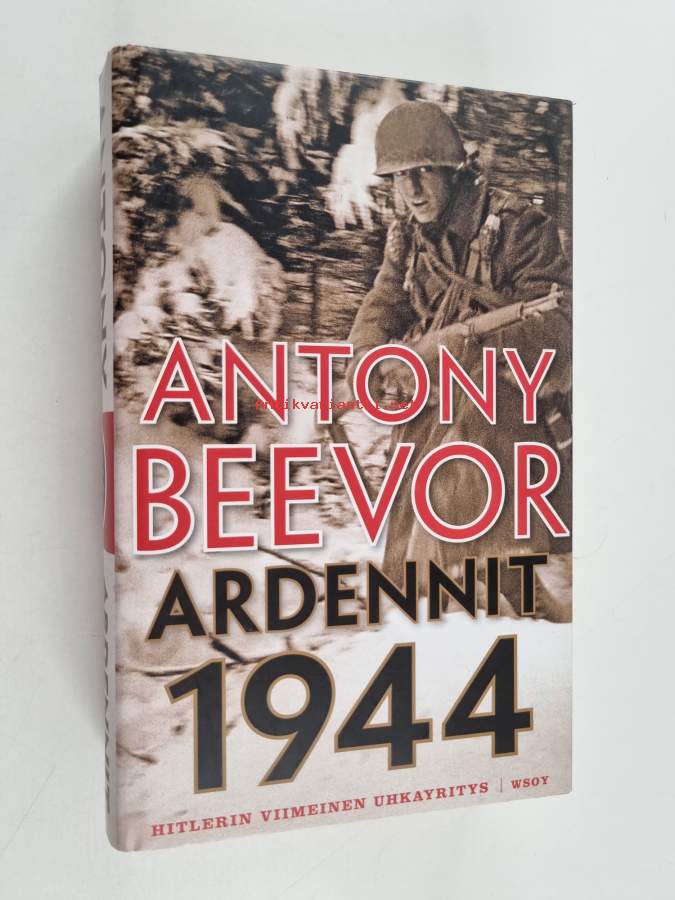 ANTONY
BEEVOR
ARDENNIT
1944
HITLERIN VIIMEINEN UHKAYRITYS | WSOY